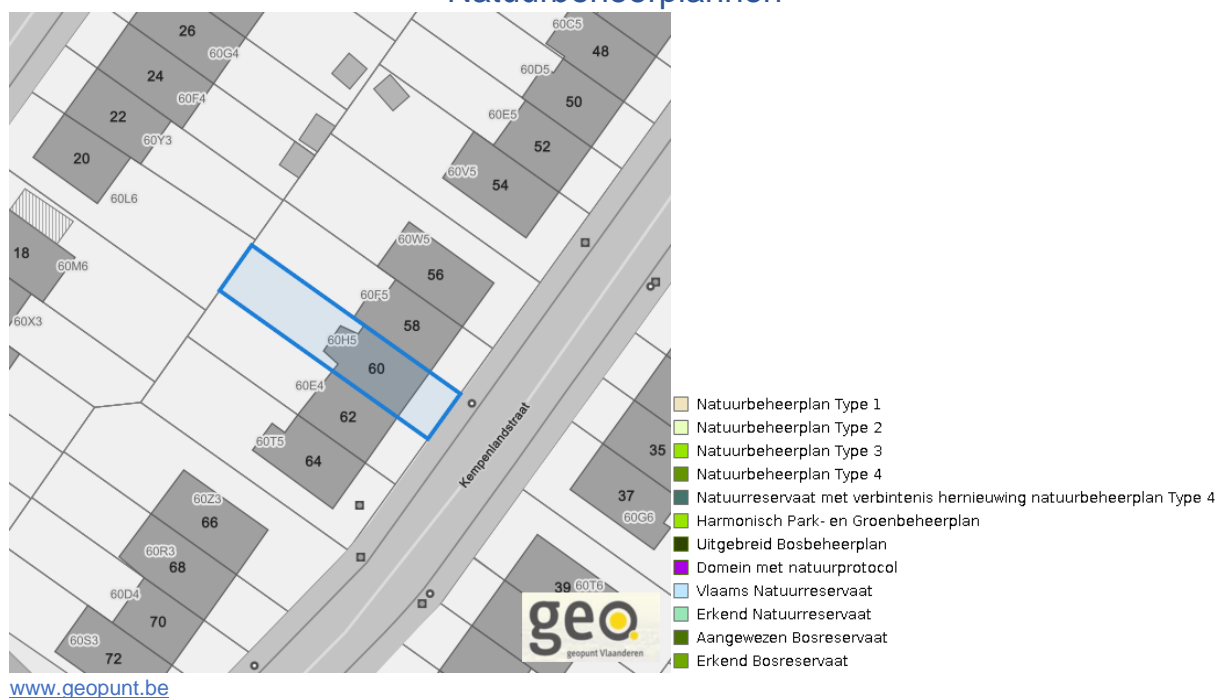 Natuurbeheerplannen
60C5
26
48
60G4
60D5
24
50
60F4
60E5
22
60Y3
52
20
60V5
54
60L6
60W5
18
60M6
56
60F5
60X3
58
60H5
60
60E4
62
60T5
35
64
Kempenlandstraat
60Z3
37
66
60G6
60R3
68
39
60T6
60D4
70
60S3
72
geo.
geopunt Vlaanderen
Natuurbeheerplan Type 1
Natuurbeheerplan Type 2
Natuurbeheerplan Type 3
Natuurbeheerplan Type 4
Natuurreservaat met verbintenis hernieuwing natuurbeheerplan Type 4
Harmonisch Park- en Groenbeheerplan
Uitgebreid Bosbeheerplan
Domein met natuurprotocol
Vlaams Natuurreservaat
Erkend Natuurreservaat
Aangewezen Bosreservaat
Erkend Bosreservaat
www.geopunt.be